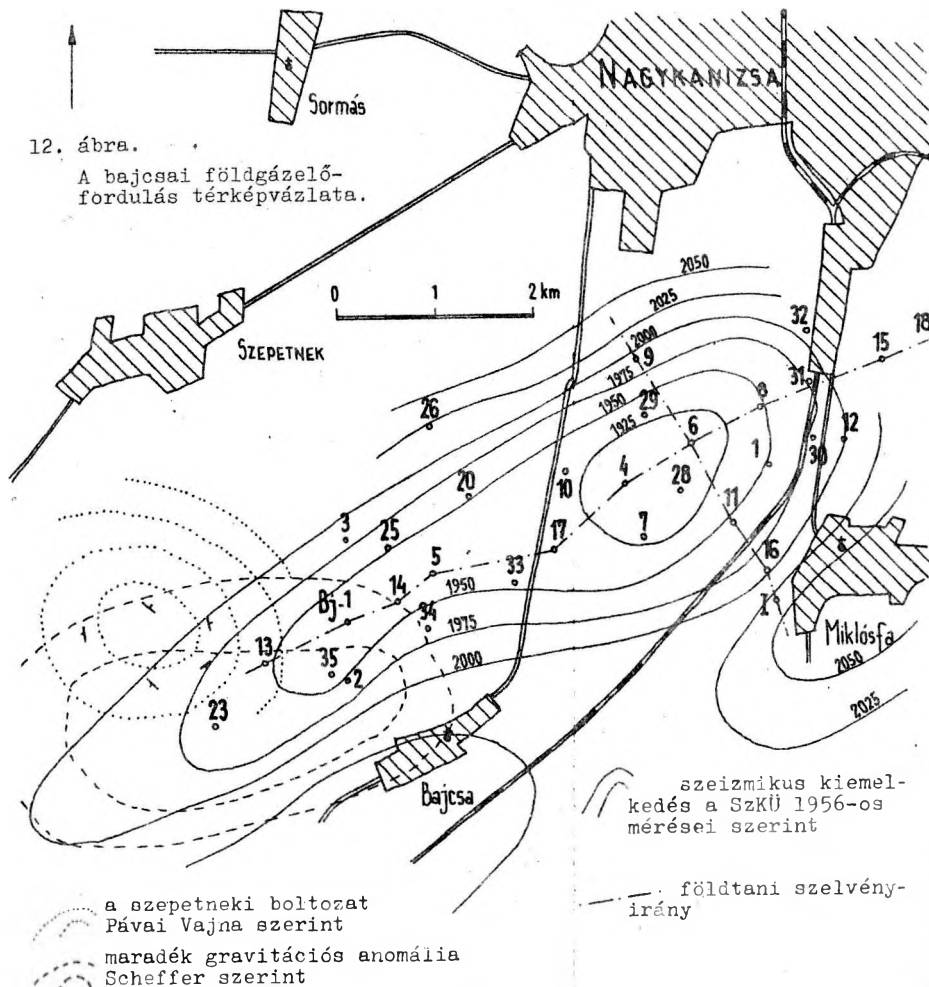 NAGYKANIZSA
Sormás
12. ábra.
A bajcsai földgázelő-
fordulás térképvázlata.
0 1 2 km
SZEPETNEK
2050
2025
2000
1975
1950
1925
32
18
15
9
31
8
29
26
12
30
6
1
4
28
20
10
11
3
25
7
17
5
16
33
14
1950
I
Bj-1
34
1975
Miklósfa
13
2000
2050
35
2
2025
23
Bajcsa
szeizmikus kiemel-
kedés a SzKÜ 1956-os
mérései szerint
földtani szelvény-
irány
a szepetneki boltozat
Pávai Vajna szerint
maradék gravitációs anomália
Scheffer szerint